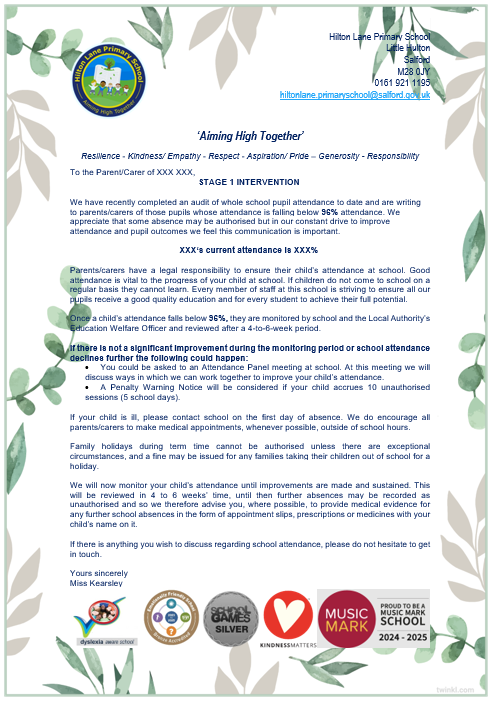 Hilton Lane Primary School
Little Hulton
Salford
M28 0JY
0161 921 1195
hiltonlane.primaryschool@salford.gov.uk
Hilton Lane Primary School
Aiming High Together
'Aiming High Together'
Resilience - Kindness/ Empathy - Respect - Aspiration/ Pride – Generosity - Responsibility
To the Parent/Carer of XXX XXX,
STAGE 1 INTERVENTION
We have recently completed an audit of whole school pupil attendance to date and are writing
to parents/carers of those pupils whose attendance is falling below 96% attendance. We
appreciate that some absence may be authorised but in our constant drive to improve
attendance and pupil outcomes we feel this communication is important.
XXX's current attendance is XXX%
Parents/carers have a legal responsibility to ensure their child's attendance at school. Good
attendance is vital to the progress of your child at school. If children do not come to school on a
regular basis they cannot learn. Every member of staff at this school is striving to ensure all our
pupils receive a good quality education and for every student to achieve their full potential.
Once a child's attendance falls below 96%, they are monitored by school and the Local Authority's
Education Welfare Officer and reviewed after a 4-to-6-week period.
If there is not a significant improvement during the monitoring period or school attendance
declines further the following could happen:
• You could be asked to an Attendance Panel meeting at school. At this meeting we will
discuss ways in which we can work together to improve your child's attendance.
• A Penalty Warning Notice will be considered if your child accrues 10 unauthorised
sessions (5 school days).
If your child is ill, please contact school on the first day of absence. We do encourage all
parents/carers to make medical appointments, whenever possible, outside of school hours.
Family holidays during term time cannot be authorised unless there are exceptional
circumstances, and a fine may be issued for any families taking their children out of school for a
holiday.
We will now monitor your child's attendance until improvements are made and sustained. This
will be reviewed in 4 to 6 weeks' time, until then further absences may be recorded as
unauthorised and so we therefore advise you, where possible, to provide medical evidence for
any further school absences in the form of appointment slips, prescriptions or medicines with your
child's name on it.
If there is anything you wish to discuss regarding school attendance, please do not hesitate to get
in touch.
Yours sincerely
Miss Kearsley
dyslexia aware school
SCHOOL
GAMES
SILVER
KINDNESSMATTERS
MUSIC
MARK
PROUD TO BE A
MUSIC MARK
SCHOOL
2024 - 2025
twinkl.com